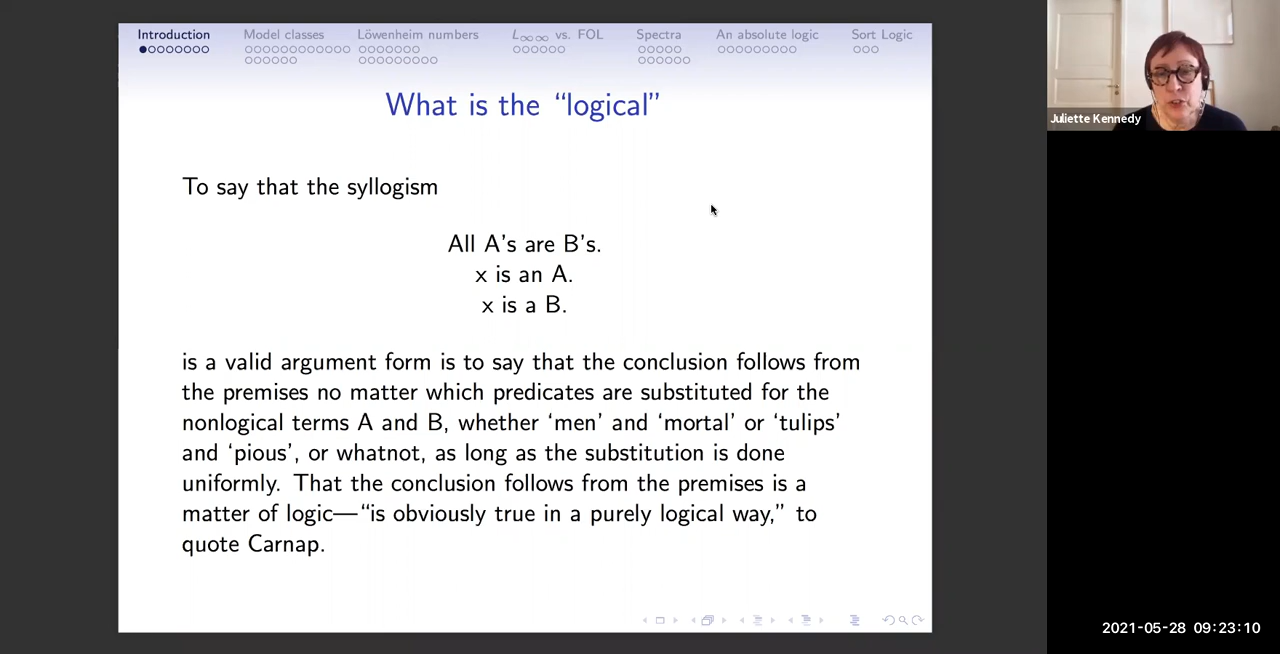 Introduction Model classes Löwenheim numbers L∞∞ vs. FOL Spectra An absolute logic Sort Logic
What is the “logical”
To say that the syllogism
All A's are B's.
x is an A.
x is a B.
is a valid argument form is to say that the conclusion follows from
the premises no matter which predicates are substituted for the
nonlogical terms A and B, whether ‘men’ and ‘mortal’ or ‘tulips’
and ‘pious’, or whatnot, as long as the substitution is done
uniformly. That the conclusion follows from the premises is a
matter of logic—“is obviously true in a purely logical way,” to
quote Carnap.
Juliette Kennedy
2021-05-28 09:23:10